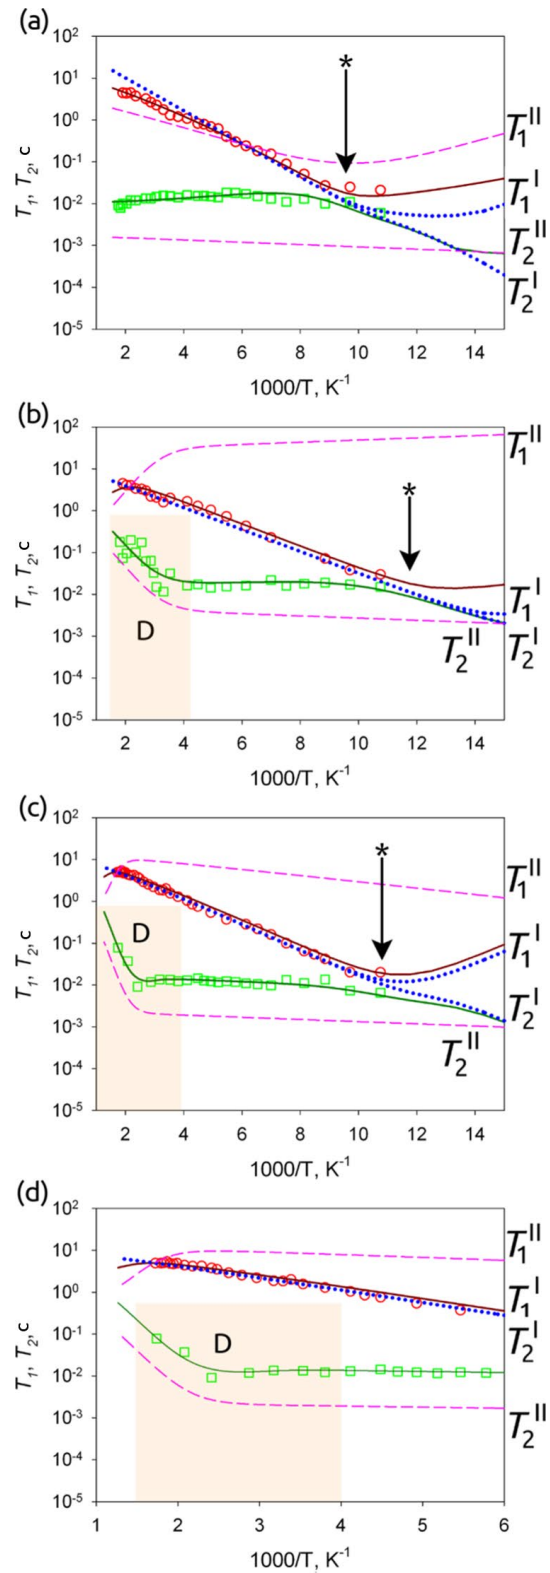 (a)
10²
10¹
10⁰
10⁻¹
10⁻²
10⁻³
10⁻⁴
10⁻⁵
T₁, T₂, c
*
T₁ᴵᴵ
T₁ᴵ
T₂ᴵᴵ
T₂ᴵ
2 4 6 8 10 12 14
1000/T, K⁻¹
(b)
10²
10¹
10⁰
10⁻¹
10⁻²
10⁻³
10⁻⁴
10⁻⁵
T₁, T₂, c
*
D
T₁ᴵᴵ
T₁ᴵ
T₂ᴵᴵ T₂ᴵ
2 4 6 8 10 12 14
1000/T, K⁻¹
(c)
10²
10¹
10⁰
10⁻¹
10⁻²
10⁻³
10⁻⁴
10⁻⁵
T₁, T₂, c
*
D
T₁ᴵᴵ
T₁ᴵ
T₂ᴵ
T₂ᴵᴵ
2 4 6 8 10 12 14
1000/T, K⁻¹
(d)
10²
10¹
10⁰
10⁻¹
10⁻²
10⁻³
10⁻⁴
10⁻⁵
T₁, T₂, c
D
T₁ᴵᴵ
T₁ᴵ
T₂ᴵ
T₂ᴵᴵ
1 2 3 4 5 6
1000/T, K⁻¹